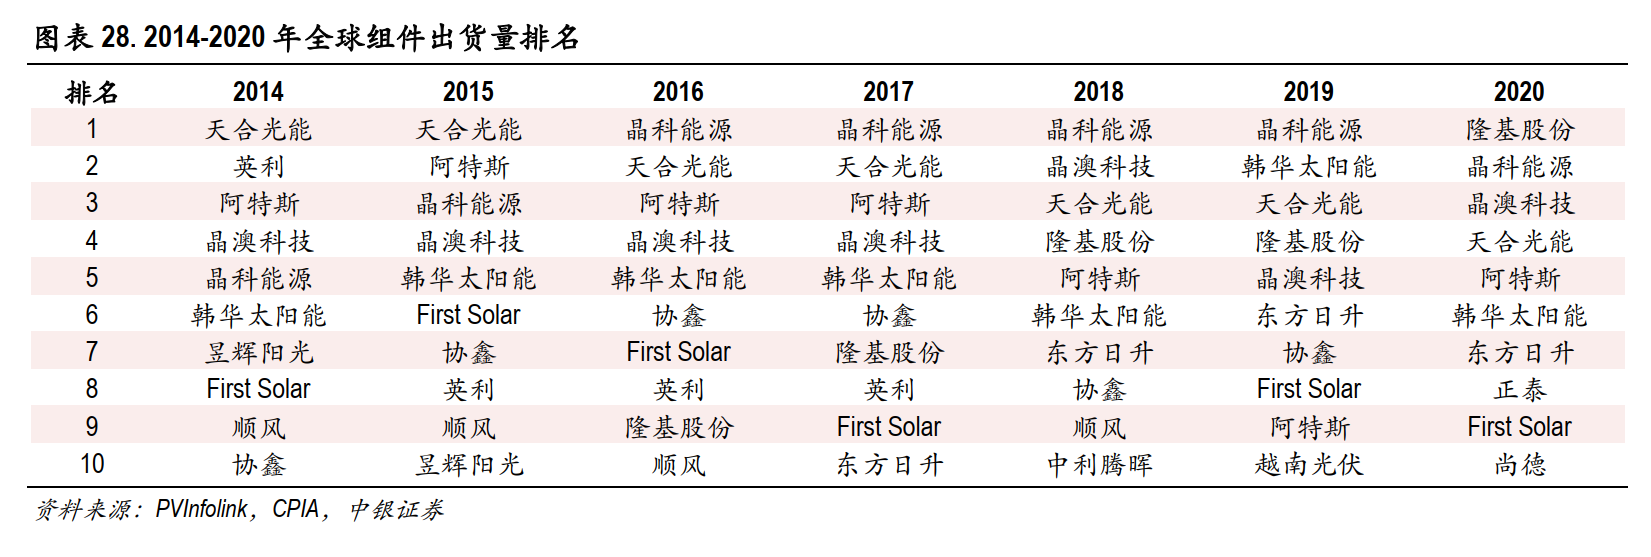 图表 28. 2014-2020 年全球组件出货量排名
排名 2014 2015 2016 2017 2018 2019 2020
1 天合光能 天合光能 晶科能源 晶科能源 晶科能源 晶科能源 隆基股份
2 英利 阿特斯 天合光能 天合光能 晶澳科技 韩华太阳能 晶科能源
3 阿特斯 晶科能源 阿特斯 阿特斯 天合光能 天合光能 晶澳科技
4 晶澳科技 晶澳科技 晶澳科技 晶澳科技 隆基股份 隆基股份 天合光能
5 晶科能源 韩华太阳能 韩华太阳能 韩华太阳能 阿特斯 晶澳科技 阿特斯
6 韩华太阳能 First Solar 协鑫 协鑫 韩华太阳能 东方日升 韩华太阳能
7 昱辉阳光 协鑫 First Solar 隆基股份 东方日升 协鑫 东方日升
8 First Solar 英利 英利 英利 协鑫 First Solar 正泰
9 顺风 顺风 隆基股份 First Solar 顺风 阿特斯 First Solar
10 协鑫 昱辉阳光 顺风 东方日升 中利腾晖 越南光伏 尚德
资料来源：PVInfolink，CPIA，中银证券